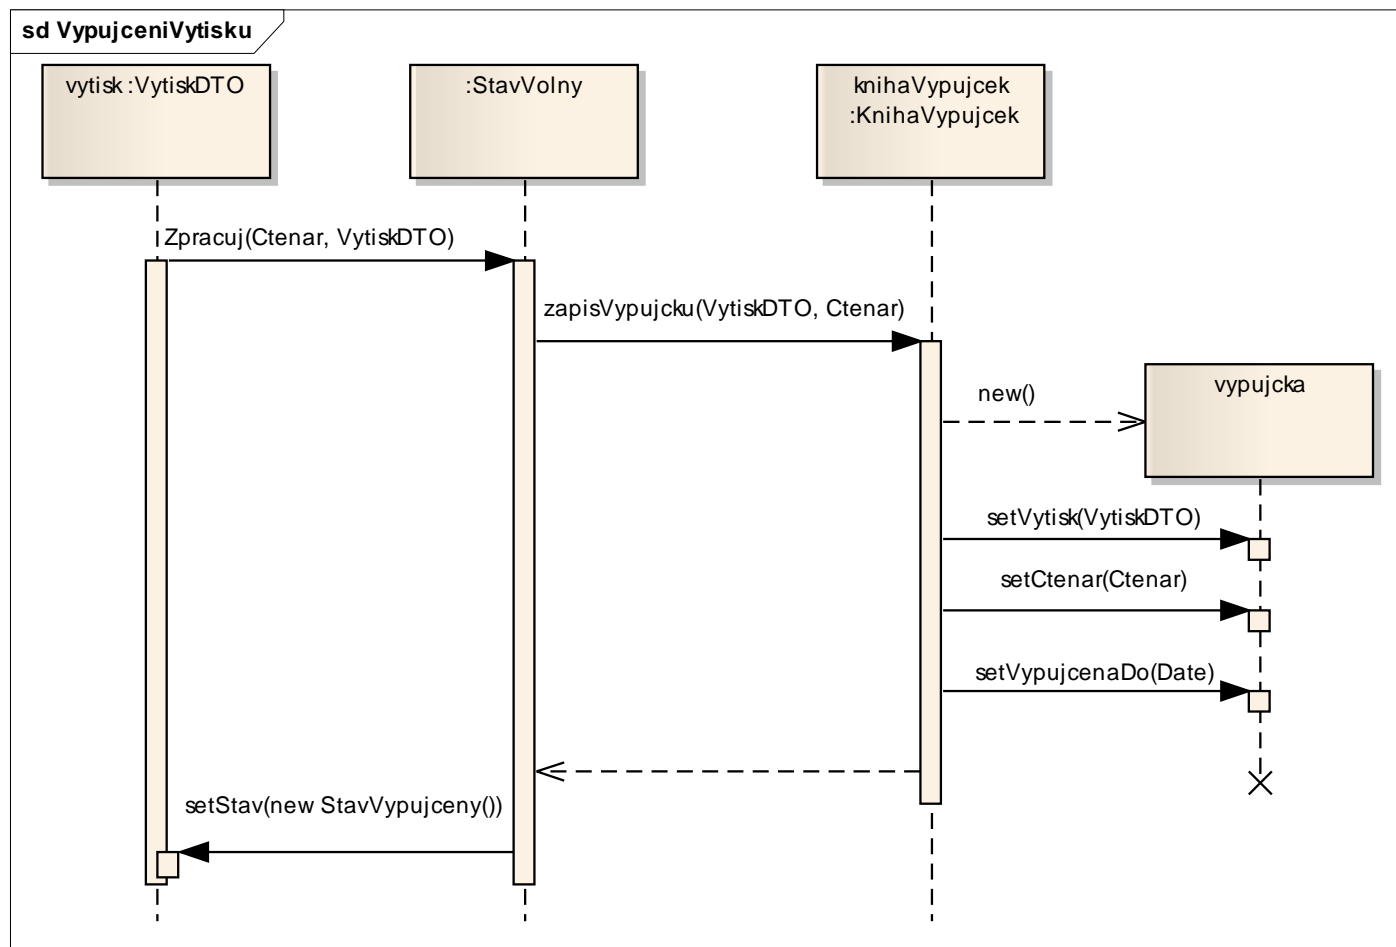 sd VypujceniVytisku
vytisk :VytiskDTO
:StavVolny
knihaVypujcek
:KnihaVypujcek
Zpracuj(Ctenar, VytiskDTO)
zapisVypujcku(VytiskDTO, Ctenar)
new()
vypujcka
setVytisk(VytiskDTO)
setCtenar(Ctenar)
setVypujcenaDo(Date)
setStav(new StavVypujceny())